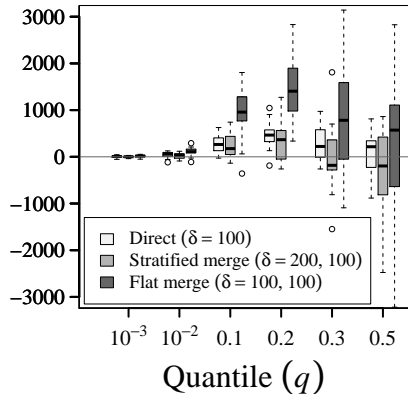 3000
2000
1000
0
−1000
−2000
−3000
Direct (δ = 100)
Stratified merge (δ = 200, 100)
Flat merge (δ = 100, 100)
10⁻³ 10⁻² 0.1 0.2 0.3 0.5
Quantile (q)